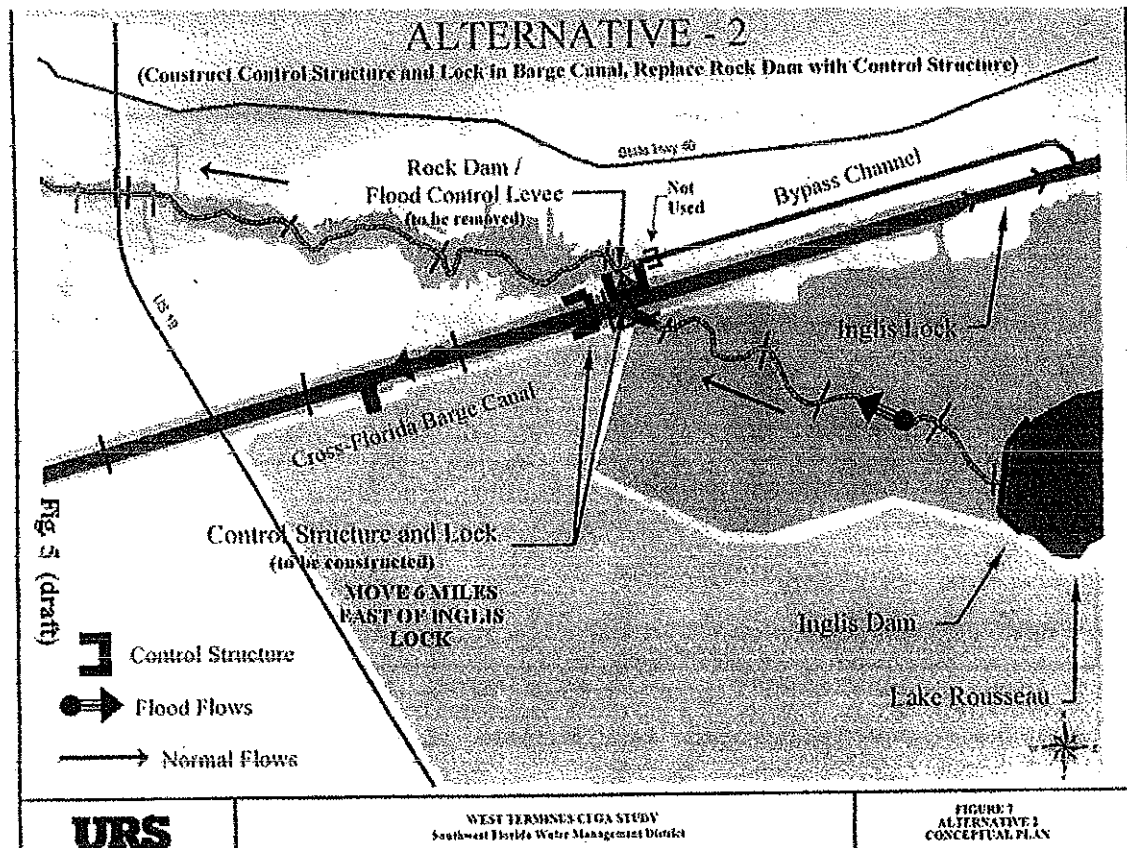 ALTERNATIVE - 2
(Construct Control Structure and Lock in Barge Canal, Replace Rock Dam with Control Structure)
State Hwy 40
Rock Dam /
Flood Control Levee
(to be removed)
Not
Used
Bypass Channel
US 19
Inglis Lock
Cross-Florida Barge Canal
Control Structure and Lock
(to be constructed)
MOVE 6 MILES
EAST OF INGLIS
LOCK
Inglis Dam
Lake Rousseau
Fig. 5 (draft)
Control Structure
Flood Flows
Normal Flows
URS
WEST TERMINUS CFGA STUDY
Southwest Florida Water Management District
FIGURE 7
ALTERNATIVE 2
CONCEPTUAL PLAN